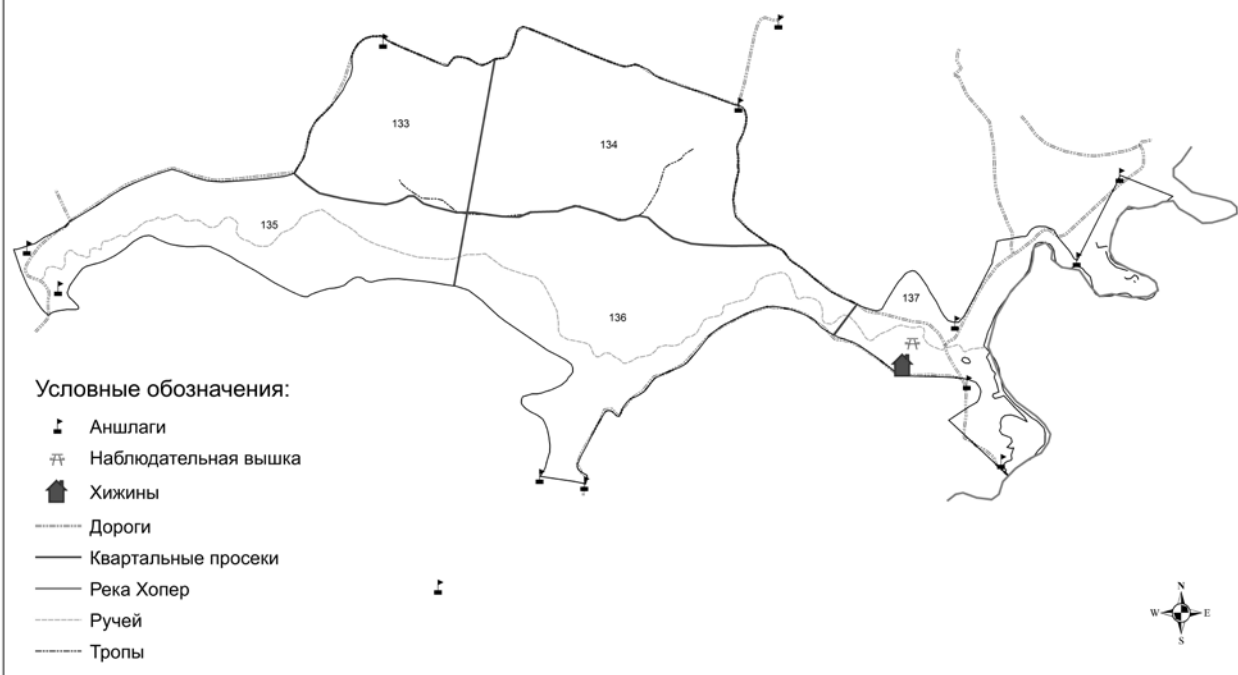 133
134
135
136
137
Условные обозначения:
Аншлаги
Наблюдательная вышка
Хижины
Дороги
Квартальные просеки
Река Хопер
Ручей
Тропы
N
W E
S